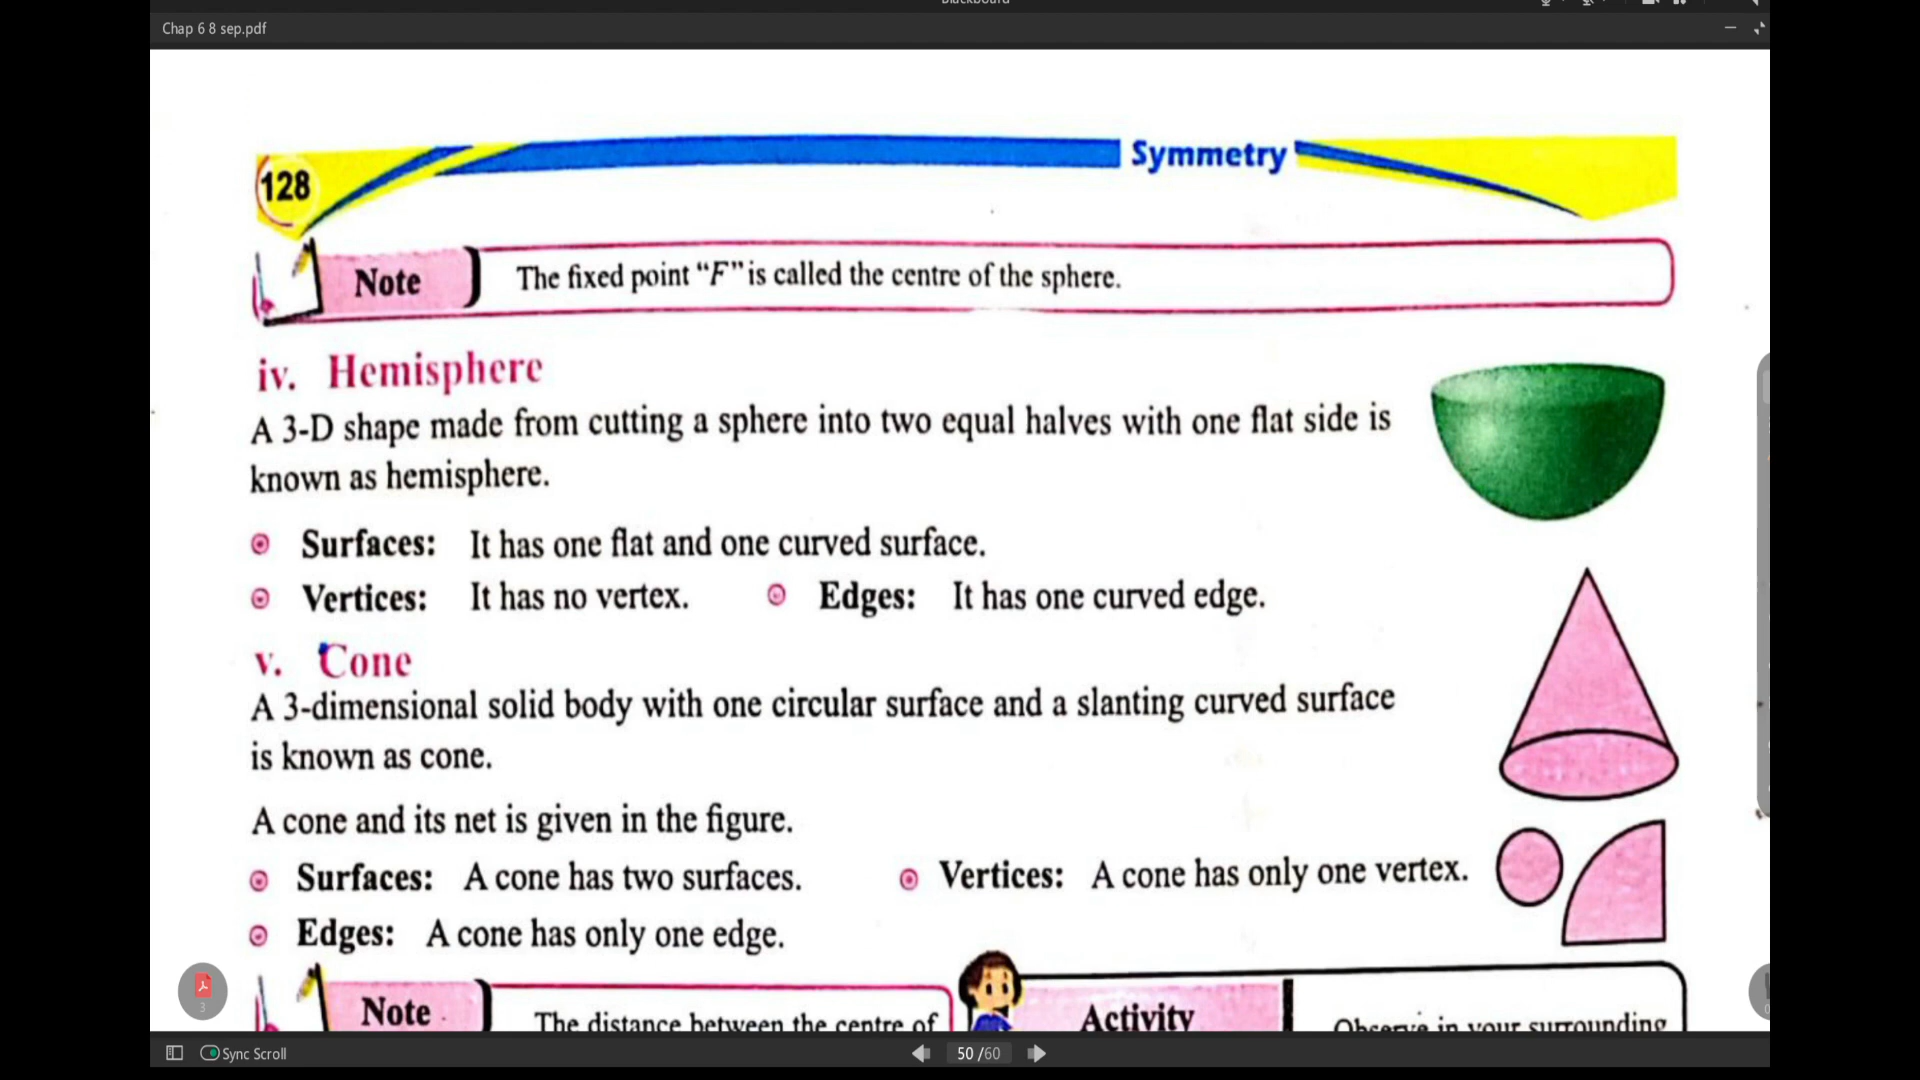 Chap 6 8 sep.pdf
128
Symmetry
Note
The fixed point “F” is called the centre of the sphere.
iv. Hemisphere
A 3-D shape made from cutting a sphere into two equal halves with one flat side is
known as hemisphere.
Surfaces: It has one flat and one curved surface.
Vertices: It has no vertex. Edges: It has one curved edge.
v. Cone
A 3-dimensional solid body with one circular surface and a slanting curved surface
is known as cone.
A cone and its net is given in the figure.
Surfaces: A cone has two surfaces. Vertices: A cone has only one vertex.
Edges: A cone has only one edge.
Note
The distance between the centre of
Activity
Observe in your surrounding
3
Sync Scroll
50 /60